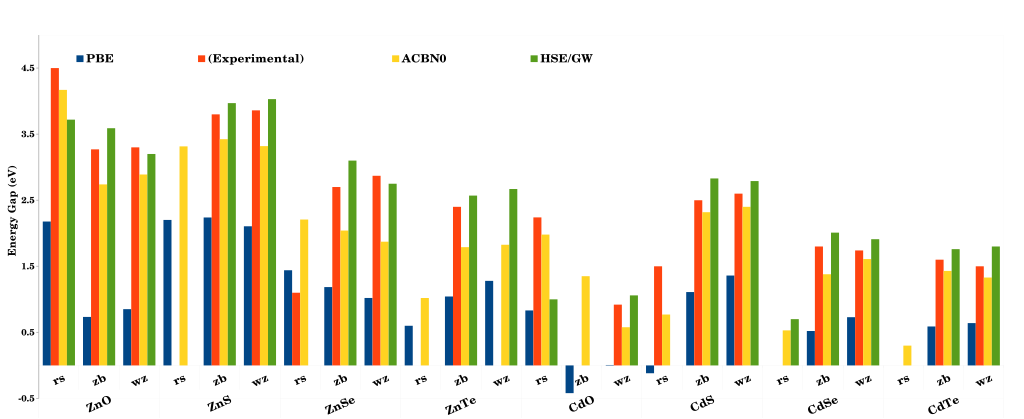 PBE (Experimental) ACBN0 HSE/GW
4.5
3.5
2.5
1.5
0.5
-0.5
Energy Gap (eV)
rs zb wz rs zb wz rs zb wz rs zb wz rs zb wz rs zb wz rs zb wz rs zb wz
ZnO ZnS ZnSe ZnTe CdO CdS CdSe CdTe